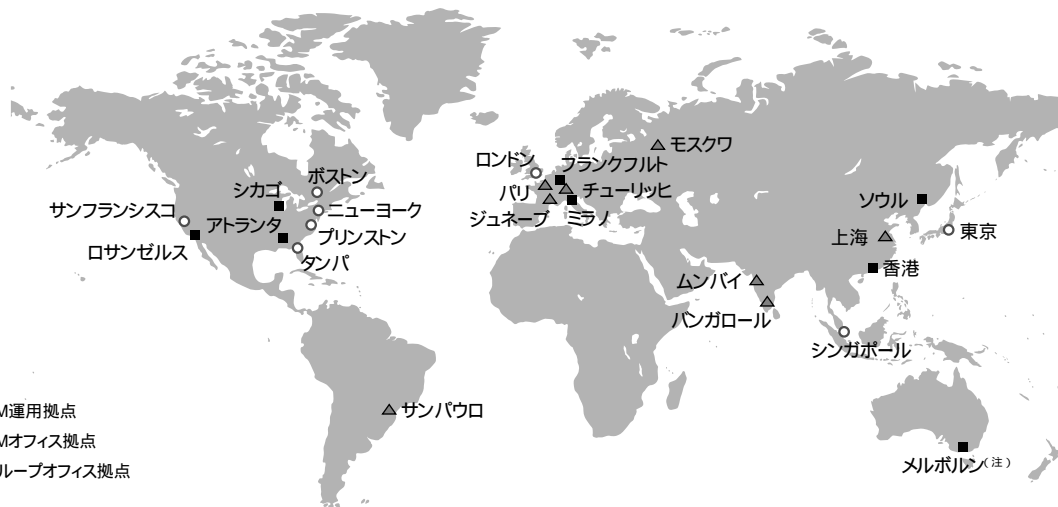 モスクワ
ロンドン
フランクフルト
パリ
チューリッヒ
ジュネーブ
ミラノ
ボストン
シカゴ
サンフランシスコ
ニューヨーク
アトランタ
プリンストン
ロサンゼルス
タンパ
ソウル
上海
東京
香港
ムンバイ
バンガロール
シンガポール
サンパウロ
メルボルン(注)
M運用拠点
Mオフィス拠点
ループオフィス拠点